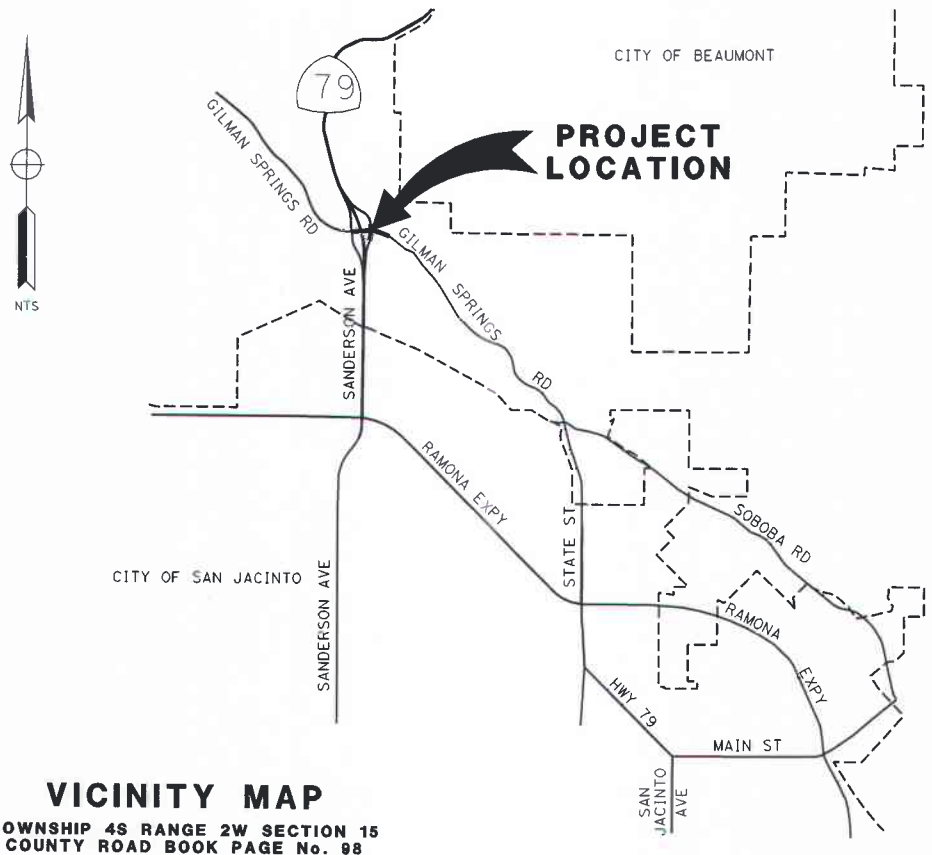 CITY OF BEAUMONT
79
GILMAN SPRINGS RD
PROJECT
LOCATION
GILMAN SPRINGS RD
NTS
SANDERSON AVE
RAMONA EXPY
STATE ST
SOBOBA RD
CITY OF SAN JACINTO
SANDERSON AVE
RAMONA EXPY
HWY 79
MAIN ST
SAN
JACINTO
AVE
VICINITY MAP
OWNSHIP 4S RANGE 2W SECTION 15
COUNTY ROAD BOOK PAGE No. 98